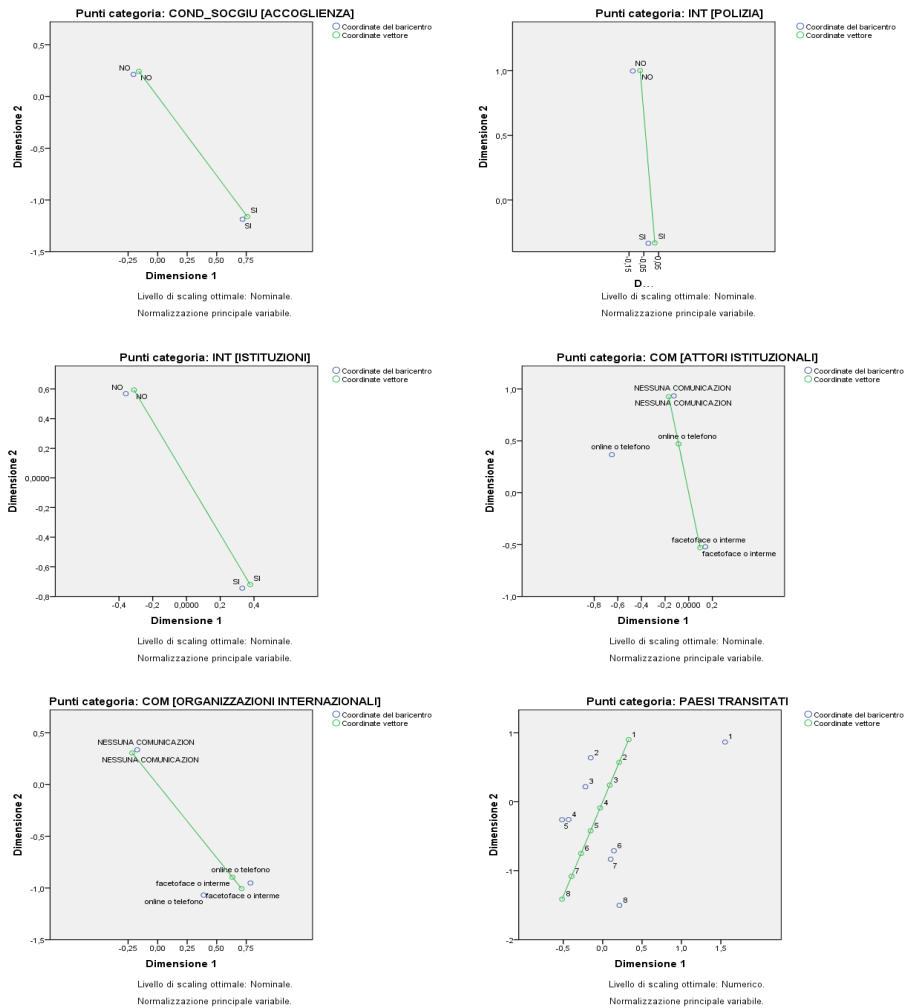 Punti categoria: COND_SOCGIU [ACCOGLIENZA]
Coordinate del baricentro
Coordinate vettore
Dimensione 2
0,5
0,0
-0,5
-1,0
-1,5
NO
NO
SI
SI
-0,25 0,00 0,25 0,50 0,75
Dimensione 1
Livello di scaling ottimale: Nominale.
Normalizzazione principale variabile.
Punti categoria: INT [POLIZIA]
Coordinate del baricentro
Coordinate vettore
Dimensione 2
1,0
0,5
0,0
NO
NO
SI SI
-0,15 -0,05 0,05
D...
Livello di scaling ottimale: Nominale.
Normalizzazione principale variabile.
Punti categoria: INT [ISTITUZIONI]
Coordinate del baricentro
Coordinate vettore
Dimensione 2
0,6
0,4
0,2
0,0000
-0,2
-0,4
-0,6
-0,8
NO
NO
SI SI
-0,4 -0,2 0,0000 0,2 0,4
Dimensione 1
Livello di scaling ottimale: Nominale.
Normalizzazione principale variabile.
Punti categoria: COM [ATTORI ISTITUZIONALI]
Coordinate del baricentro
Coordinate vettore
Dimensione 2
1,0
0,5
0,0
-0,5
-1,0
NESSUNA COMUNICAZION
NESSUNA COMUNICAZION
online o telefono
online o telefono
facetoface o interme
facetoface o interme
-0,8 -0,6 -0,4 -0,2 0,0000 0,2
Dimensione 1
Livello di scaling ottimale: Nominale.
Normalizzazione principale variabile.
Punti categoria: COM [ORGANIZZAZIONI INTERNAZIONALI]
Coordinate del baricentro
Coordinate vettore
Dimensione 2
0,5
0,0
-0,5
-1,0
-1,5
NESSUNA COMUNICAZION
NESSUNA COMUNICAZION
online o telefono
facetoface o interme
facetoface o interme
online o telefono
-0,25 0,00 0,25 0,50 0,75
Dimensione 1
Livello di scaling ottimale: Nominale.
Normalizzazione principale variabile.
Punti categoria: PAESI TRANSITATI
Coordinate del baricentro
Coordinate vettore
Dimensione 2
1
0
-1
-2
1 1
2 2
3 3
4 4
5 5
6 6
7 7
8 8
-0,5 0,0 0,5 1,0 1,5
Dimensione 1
Livello di scaling ottimale: Numerico.
Normalizzazione principale variabile.